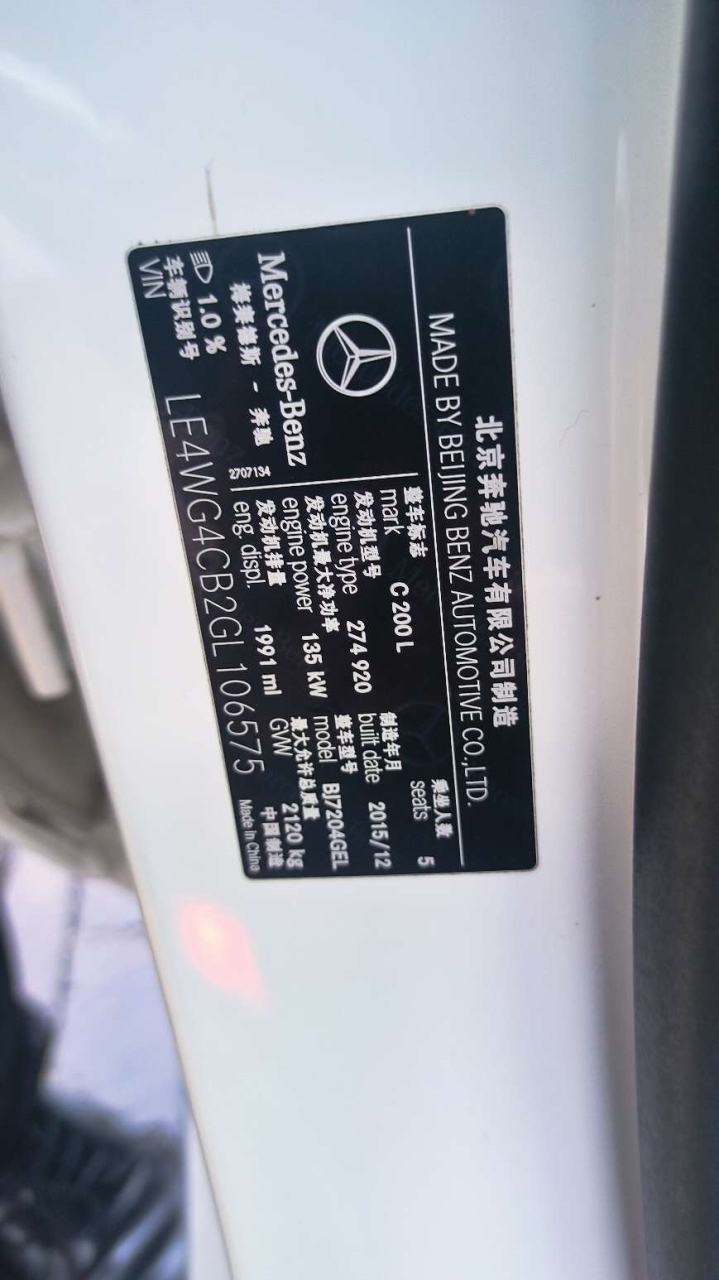 北京奔驰汽车有限公司制造
MADE BY BEIJING BENZ AUTOMOTIVE CO.,LTD.
Mercedes-Benz
梅赛德斯 - 奔驰
1.0 %
2707134
整车标志
mark C 200 L
乘坐人数
seats 5
发动机型号
engine type 274 920
制造年月
built date 2015/12
发动机最大净功率
engine power 135 kW
整车型号
model BJ7204GEL
发动机排量
eng. displ. 1991 ml
最大允许总质量
GVW 2120 kg
车辆识别号
VIN LE4WG4CB2GL106575
中国制造
Made in China